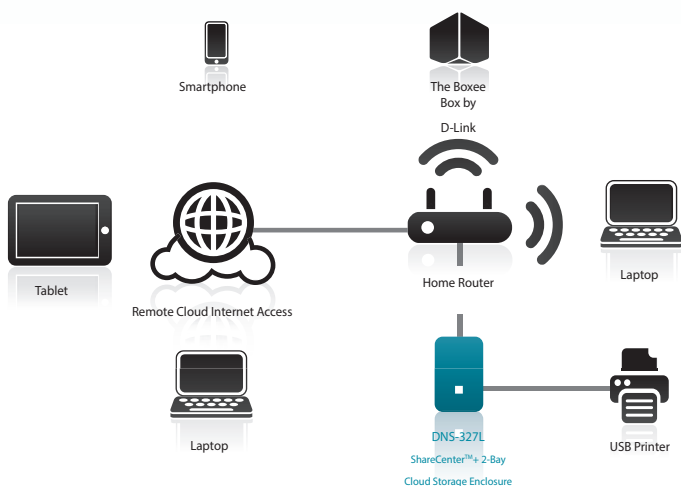 Smartphone
The Boxee
Box by
D-Link
Tablet
Remote Cloud Internet Access
Home Router
Laptop
Laptop
DNS-327L
ShareCenter™+ 2-Bay
Cloud Storage Enclosure
USB Printer